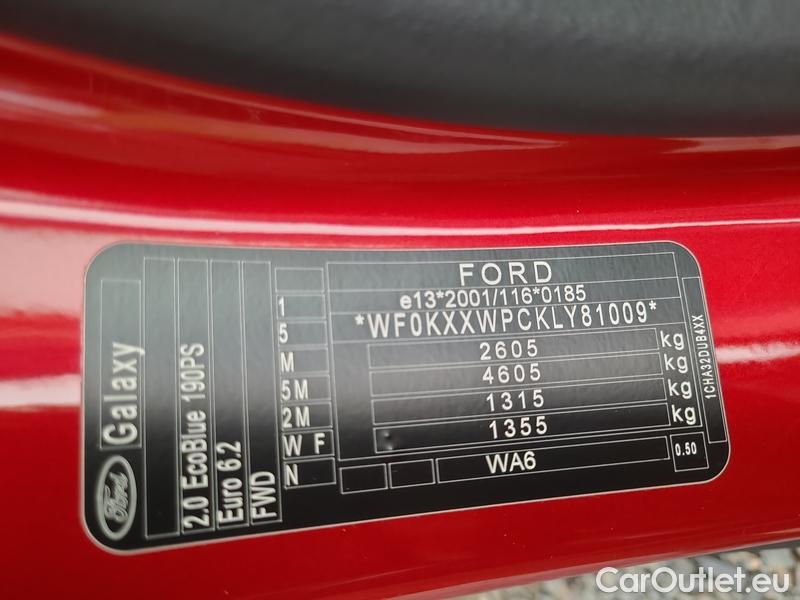 FORD
e13*2001/116*0185
*WF0KXXWPCKLY81009*
2605 kg
4605 kg
1315 kg
1355 kg
WA6
0.50
1CHA32DUB4XX
1
5
M
5M
2M
W F
N
Ford
Galaxy
2.0 EcoBlue 190PS
Euro 6.2
FWD
CarOutlet.eu